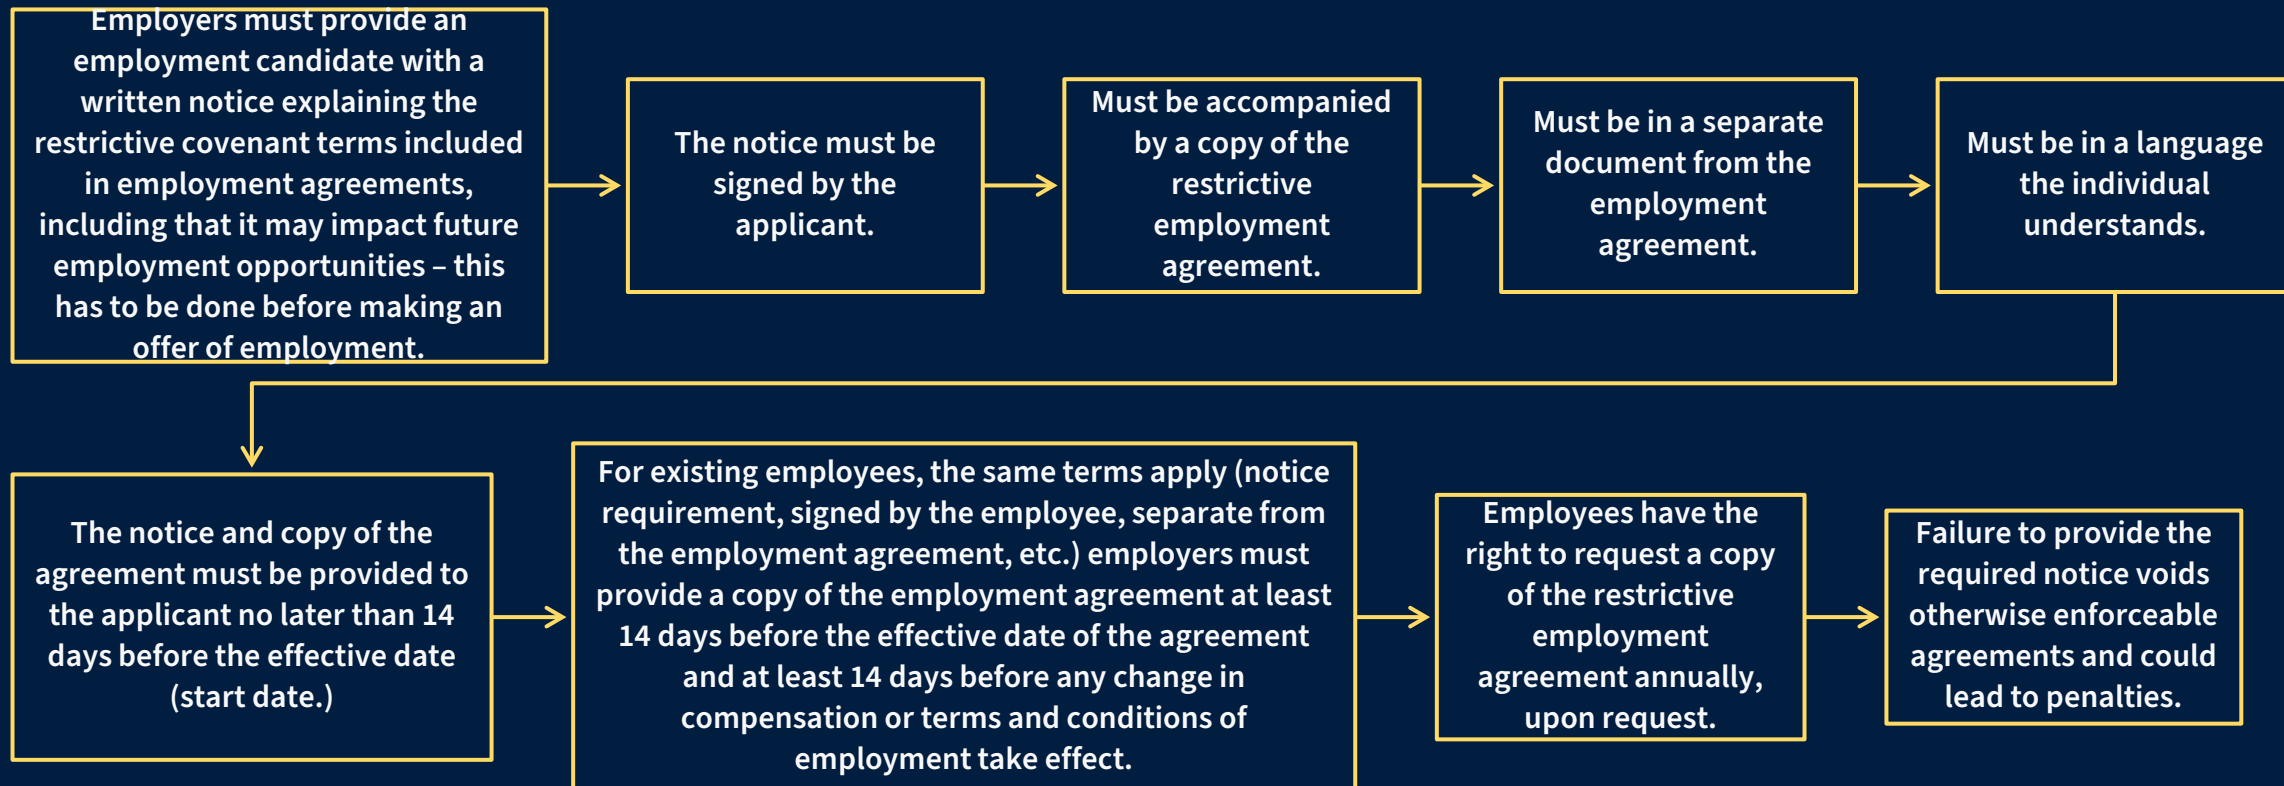 Employers must provide an
employment candidate with a
written notice explaining the
restrictive covenant terms included
in employment agreements,
including that it may impact future
employment opportunities – this
has to be done before making an
offer of employment.
The notice must be
signed by the
applicant.
Must be accompanied
by a copy of the
restrictive
employment
agreement.
Must be in a separate
document from the
employment
agreement.
Must be in a language
the individual
understands.
The notice and copy of the
agreement must be provided to
the applicant no later than 14
days before the effective date
(start date.)
For existing employees, the same terms apply (notice
requirement, signed by the employee, separate from
the employment agreement, etc.) employers must
provide a copy of the employment agreement at least
14 days before the effective date of the agreement
and at least 14 days before any change in
compensation or terms and conditions of
employment take effect.
Employees have the
right to request a copy
of the restrictive
employment
agreement annually,
upon request.
Failure to provide the
required notice voids
otherwise enforceable
agreements and could
lead to penalties.